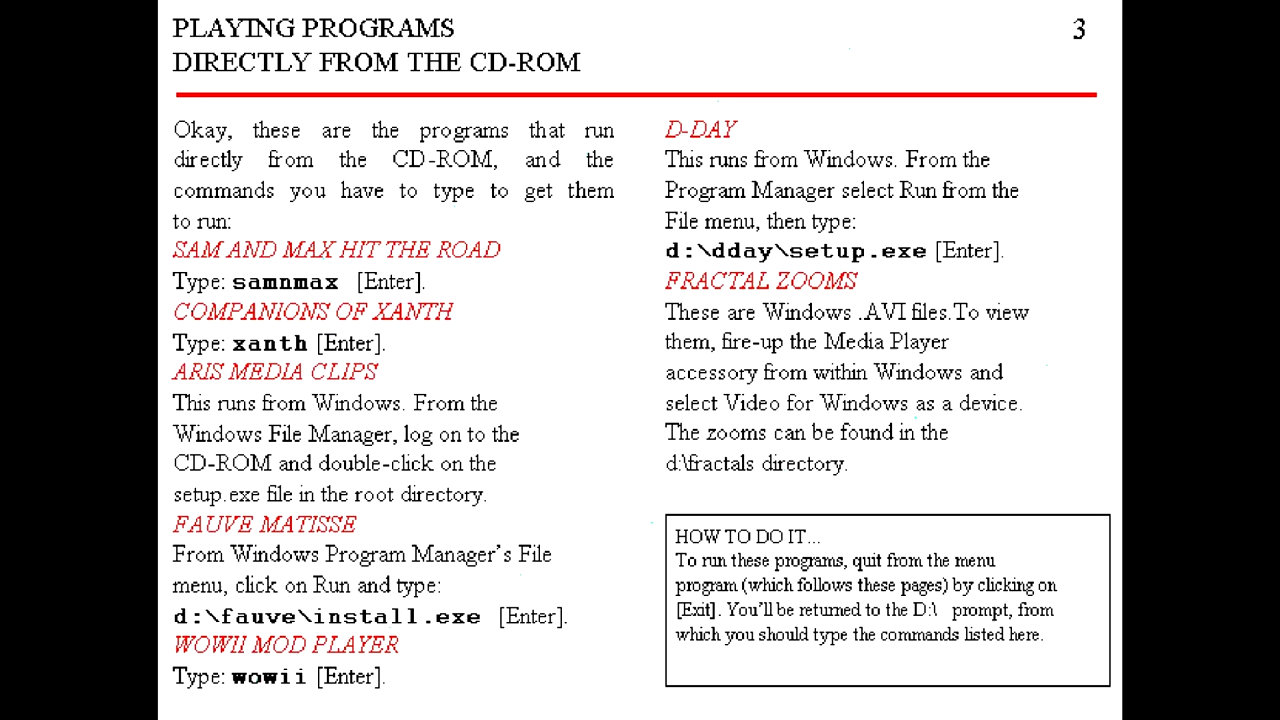 PLAYING PROGRAMS
DIRECTLY FROM THE CD-ROM
3
Okay, these are the programs that run
directly from the CD-ROM, and the
commands you have to type to get them
to run:
SAM AND MAX HIT THE ROAD
Type: samnmax [Enter].
COMPANIONS OF XANTH
Type: xanth [Enter].
ARIS MEDIA CLIPS
This runs from Windows. From the
Windows File Manager, log on to the
CD-ROM and double-click on the
setup.exe file in the root directory.
FAUVE MATISSE
From Windows Program Manager's File
menu, click on Run and type:
d:\fauve\install.exe [Enter].
WOWII MOD PLAYER
Type: wowii [Enter].
D-DAY
This runs from Windows. From the
Program Manager select Run from the
File menu, then type:
d:\dday\setup.exe [Enter].
FRACTAL ZOOMS
These are Windows .AVI files.To view
them, fire-up the Media Player
accessory from within Windows and
select Video for Windows as a device.
The zooms can be found in the
d:\fractals directory.
HOW TO DO IT...
To run these programs, quit from the menu
program (which follows these pages) by clicking on
[Exit]. You'll be returned to the D:\ prompt, from
which you should type the commands listed here.